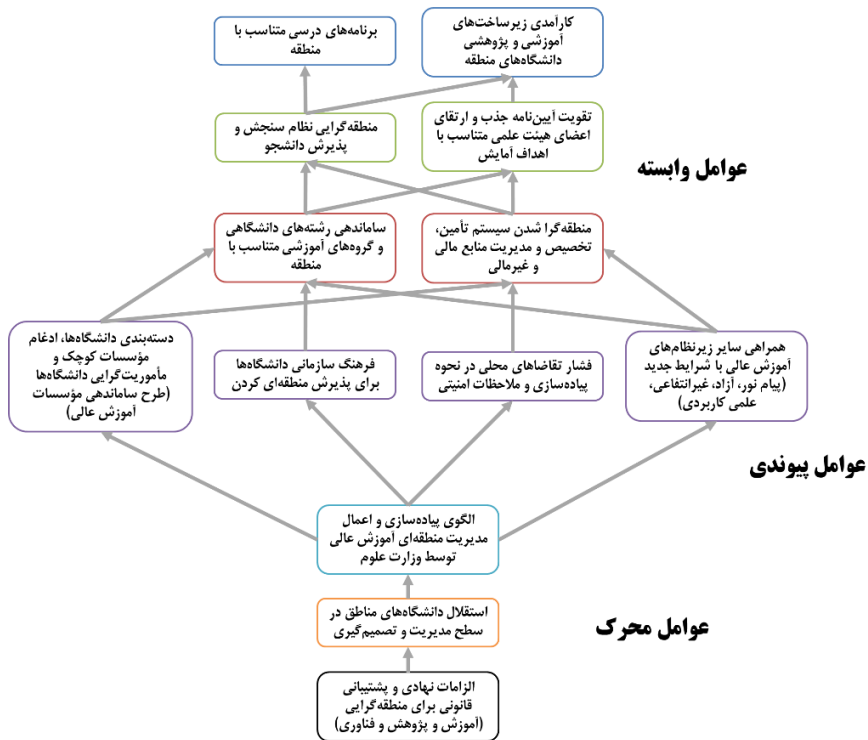 برنامه‌های درسی متناسب با
منطقه
کارآمدی زیرساخت‌های
آموزشی و پژوهشی
دانشگاه‌های منطقه
منطقه‌گرایی نظام سنجش و
پذیرش دانشجو
تقویت آیین‌نامه جذب و ارتقای
اعضای هیئت علمی متناسب با
اهداف آمایش
عوامل وابسته
ساماندهی رشته‌های دانشگاهی
و گروه‌های آموزشی متناسب با
منطقه
منطقه‌گرا شدن سیستم تأمین،
تخصیص و مدیریت منابع مالی
و غیرمالی
دسته‌بندی دانشگاه‌ها، ادغام
مؤسسات کوچک و
مأموریت‌گرایی دانشگاه‌ها
(طرح ساماندهی مؤسسات
آموزش عالی)
فرهنگ سازمانی دانشگاه‌ها
برای پذیرش منطقه‌ای کردن
فشار تقاضاهای محلی در نحوه
پیاده‌سازی و ملاحظات امنیتی
همراهی سایر زیرنظام‌های
آموزش عالی با شرایط جدید
(پیام نور، آزاد، غیرانتفاعی،
علمی کاربردی)
عوامل پیوندی
الگوی پیاده‌سازی و اعمال
مدیریت منطقه‌ای آموزش عالی
توسط وزارت علوم
استقلال دانشگاه‌های مناطق در
سطح مدیریت و تصمیم‌گیری
عوامل محرک
الزامات نهادی و پشتیبانی
قانونی برای منطقه‌گرایی
(آموزش و پژوهش و فناوری)